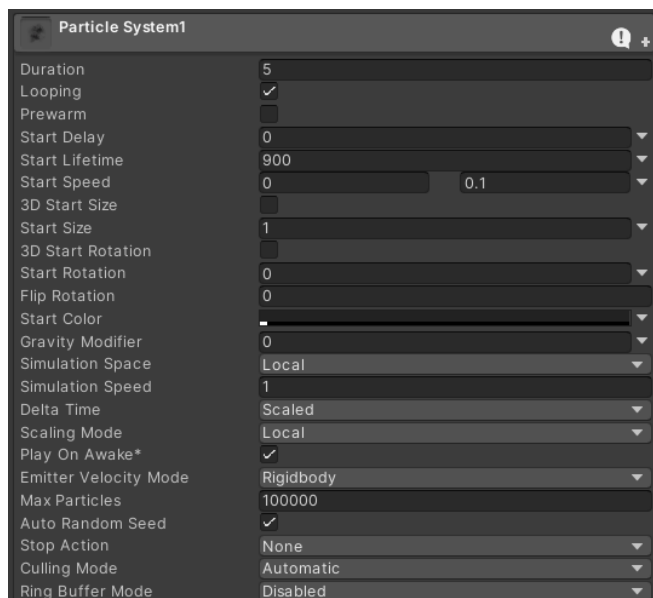 Particle System1
Duration 5
Looping
Prewarm
Start Delay 0
Start Lifetime 900
Start Speed 0 0.1
3D Start Size
Start Size 1
3D Start Rotation
Start Rotation 0
Flip Rotation 0
Start Color
Gravity Modifier 0
Simulation Space Local
Simulation Speed 1
Delta Time Scaled
Scaling Mode Local
Play On Awake*
Emitter Velocity Mode Rigidbody
Max Particles 100000
Auto Random Seed
Stop Action None
Culling Mode Automatic
Ring Buffer Mode Disabled